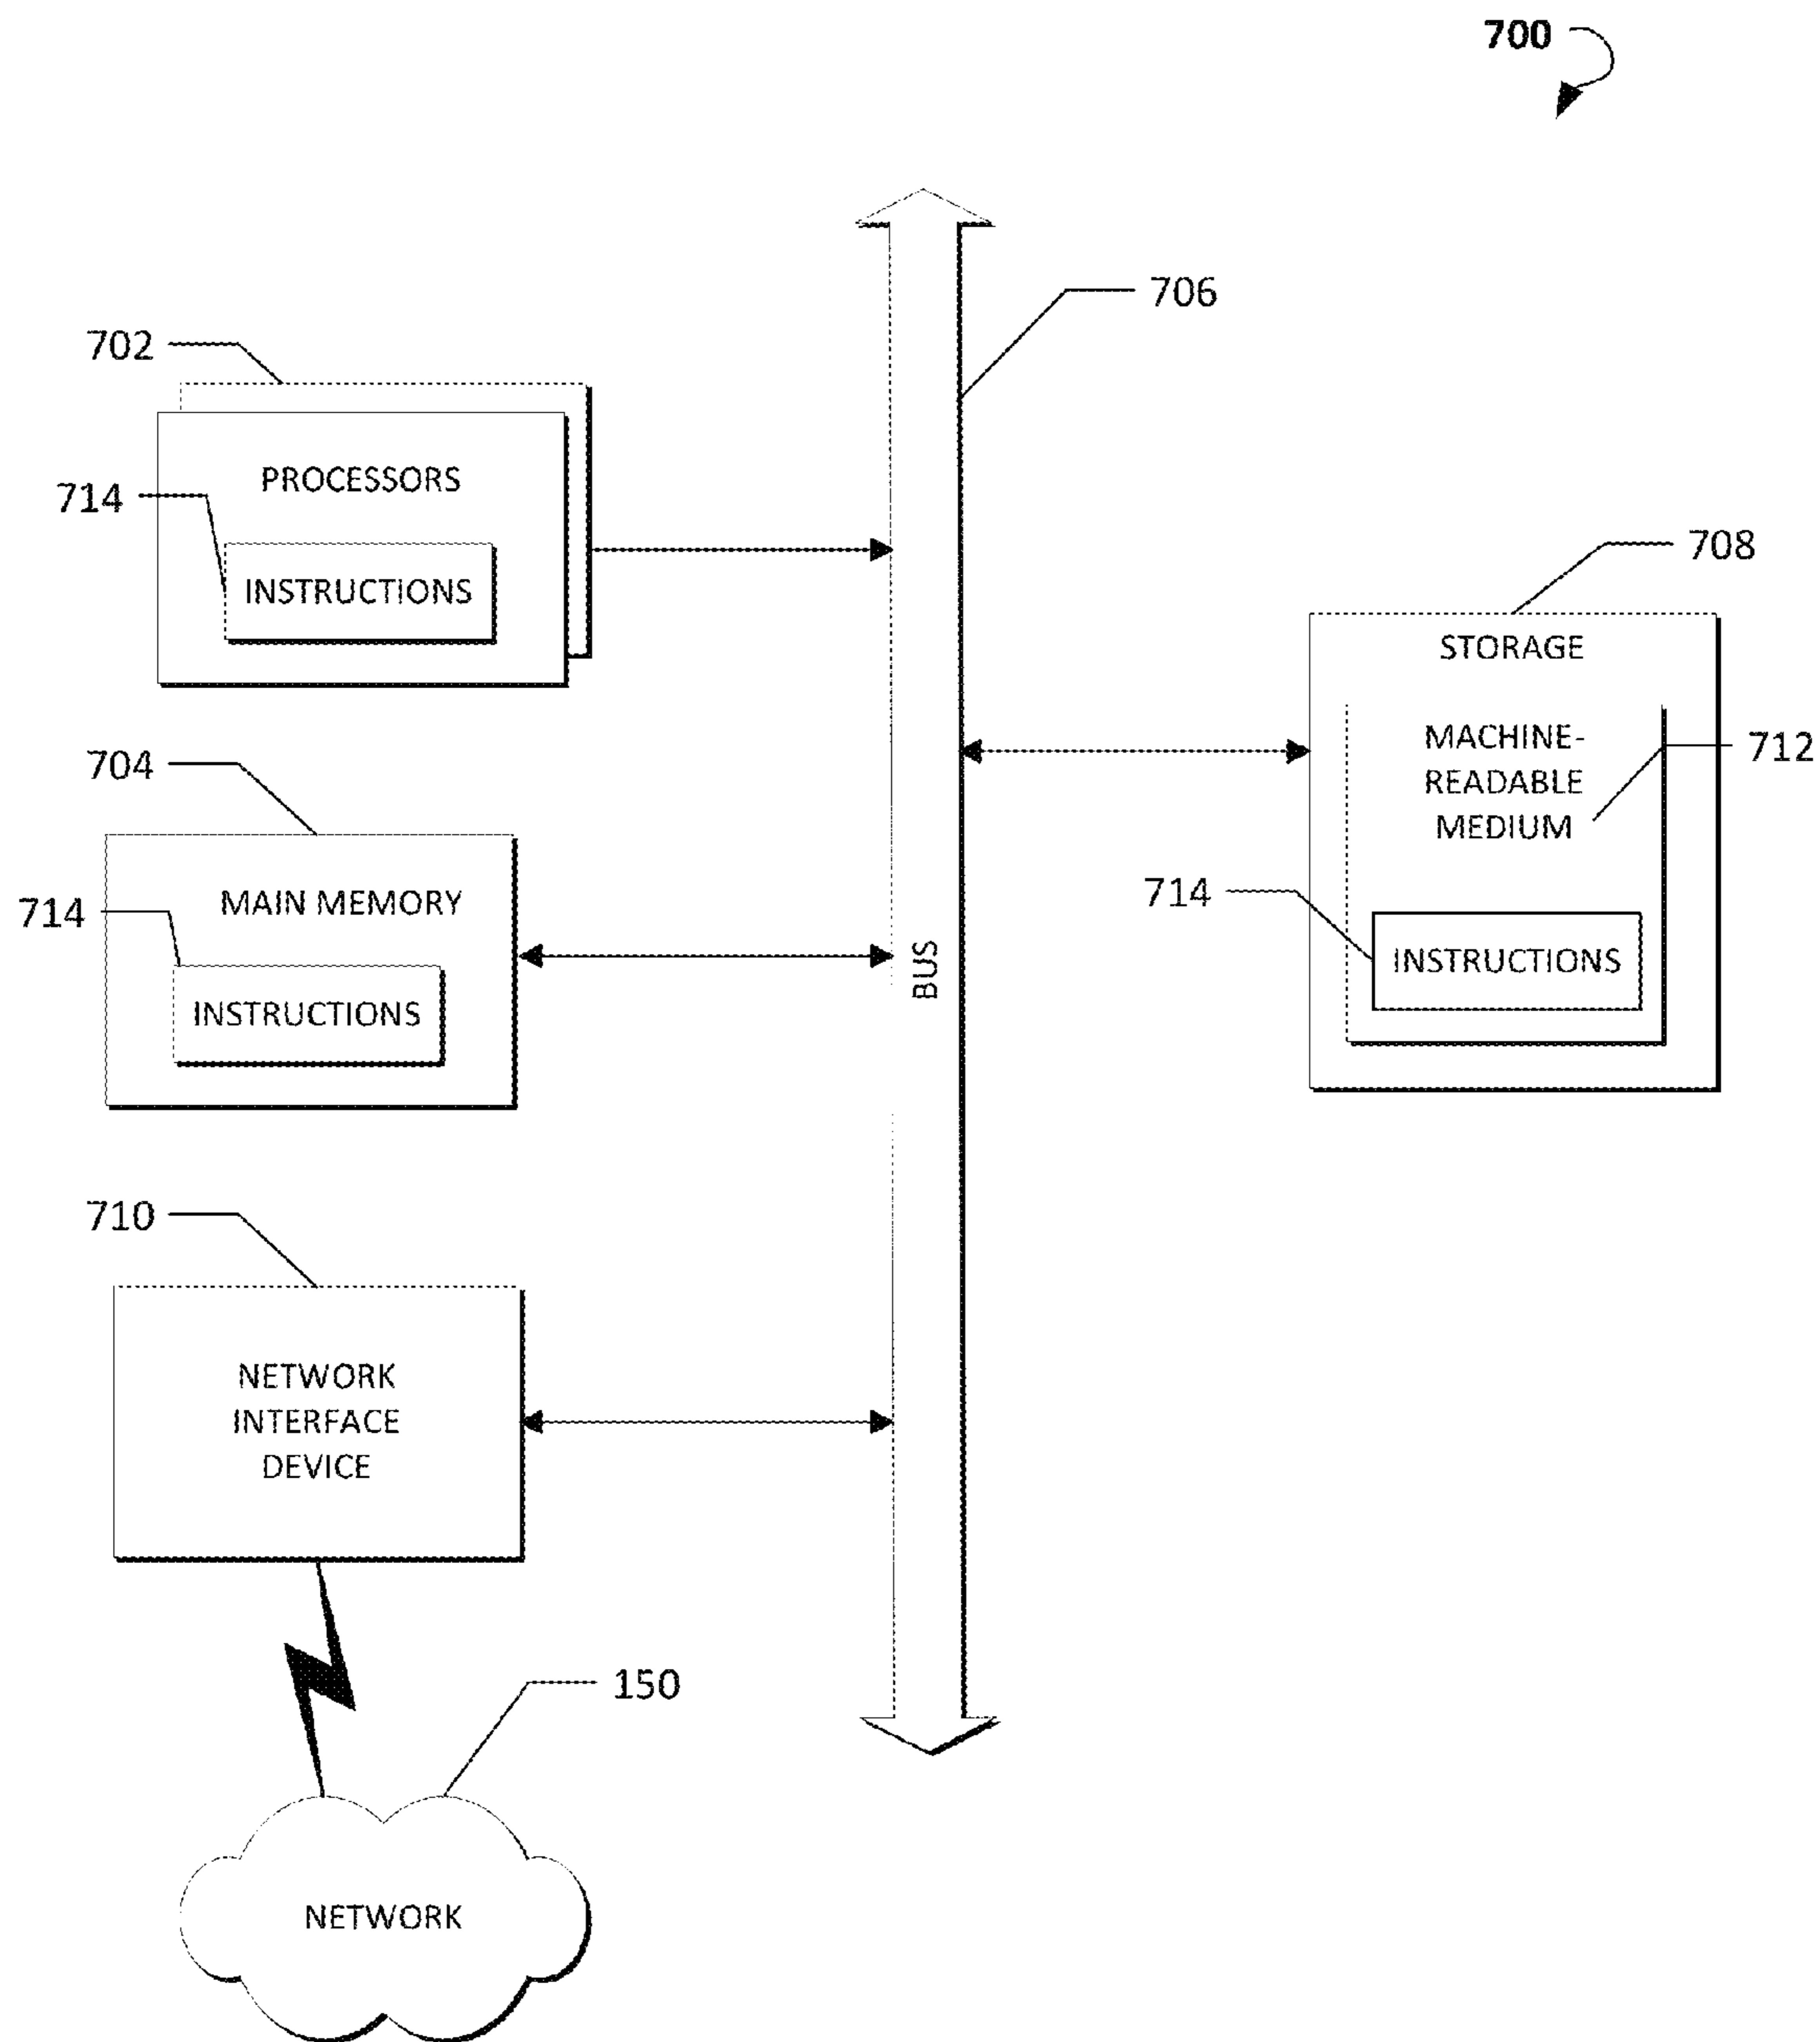 700
706
702
PROCESSORS
714
INSTRUCTIONS
708
STORAGE
MACHINE-
READABLE
MEDIUM
712
714
INSTRUCTIONS
704
MAIN MEMORY
714
INSTRUCTIONS
BUS
710
NETWORK
INTERFACE
DEVICE
150
NETWORK